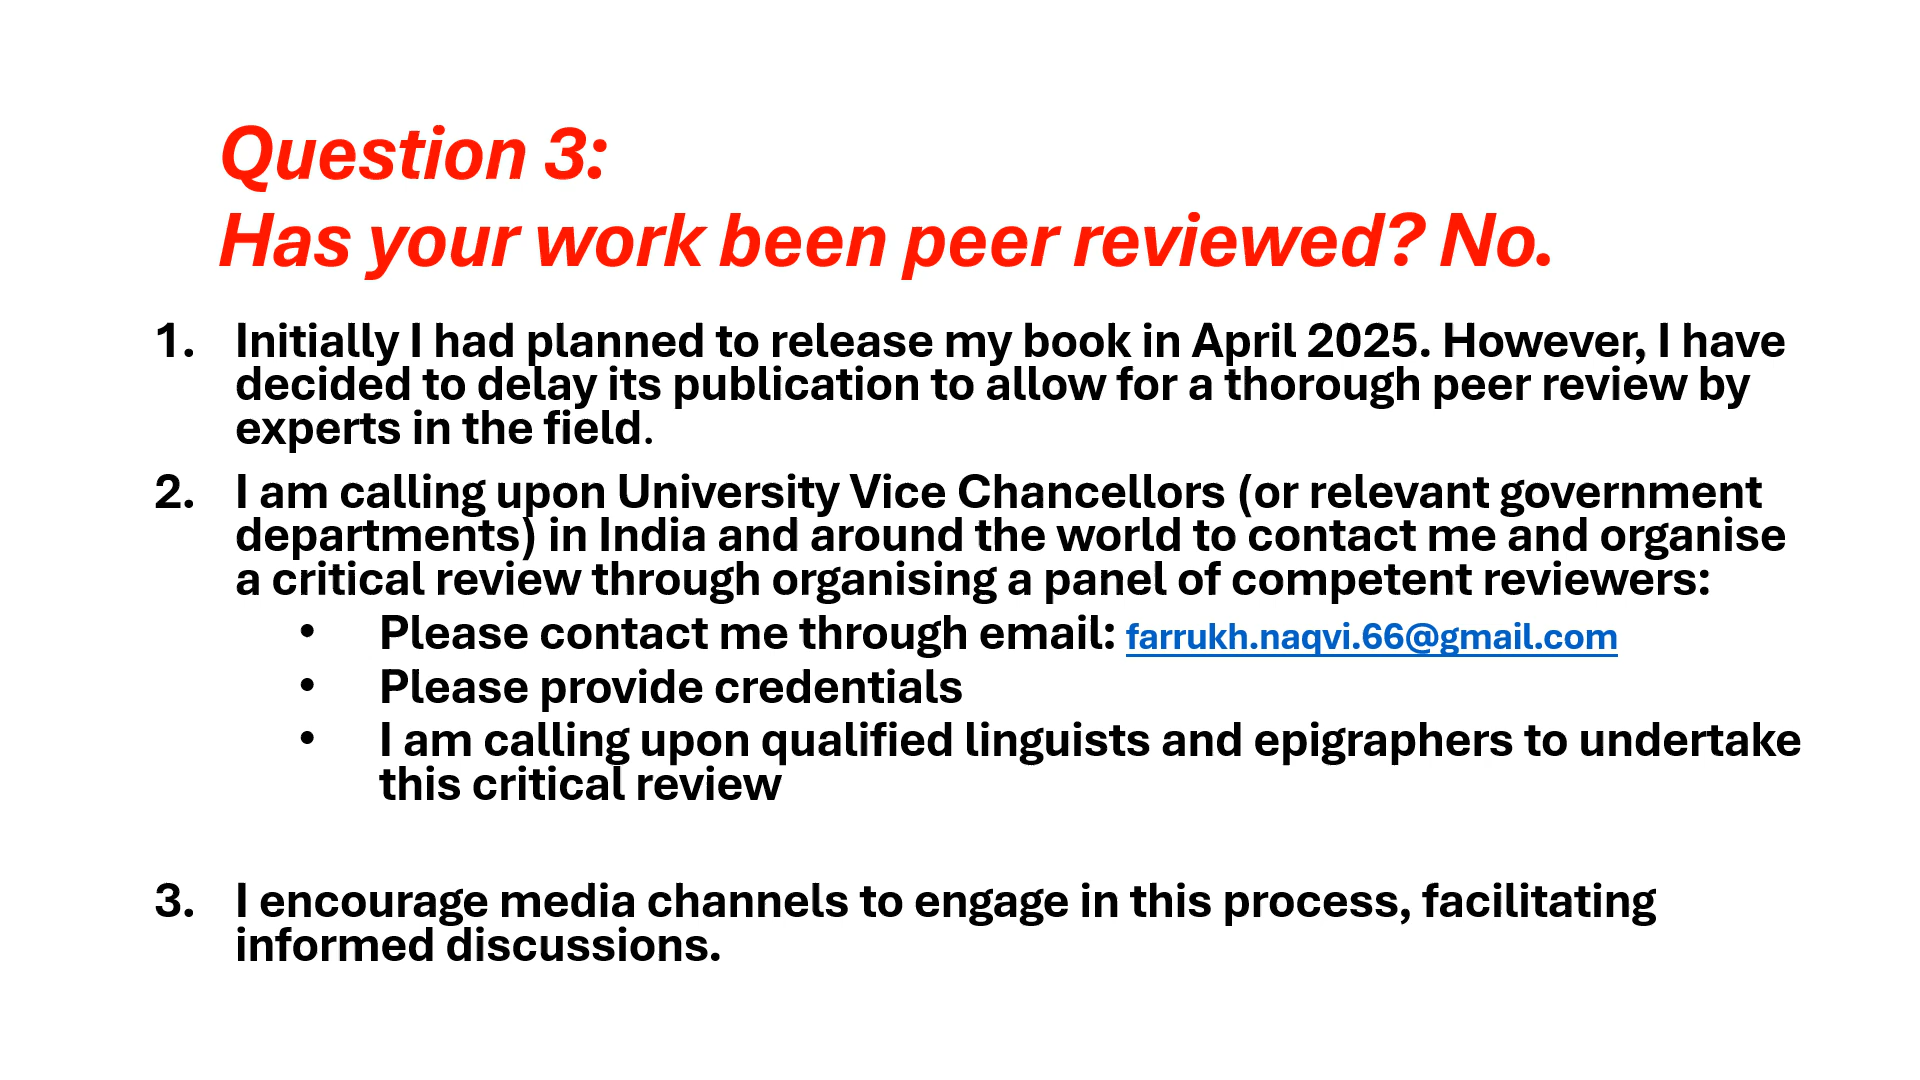 Question 3:
Has your work been peer reviewed? No.
1. Initially I had planned to release my book in April 2025. However, I have
decided to delay its publication to allow for a thorough peer review by
experts in the field.
2. I am calling upon University Vice Chancellors (or relevant government
departments) in India and around the world to contact me and organise
a critical review through organising a panel of competent reviewers:
• Please contact me through email: farrukh.naqvi.66@gmail.com
• Please provide credentials
• I am calling upon qualified linguists and epigraphers to undertake
this critical review
3. I encourage media channels to engage in this process, facilitating
informed discussions.